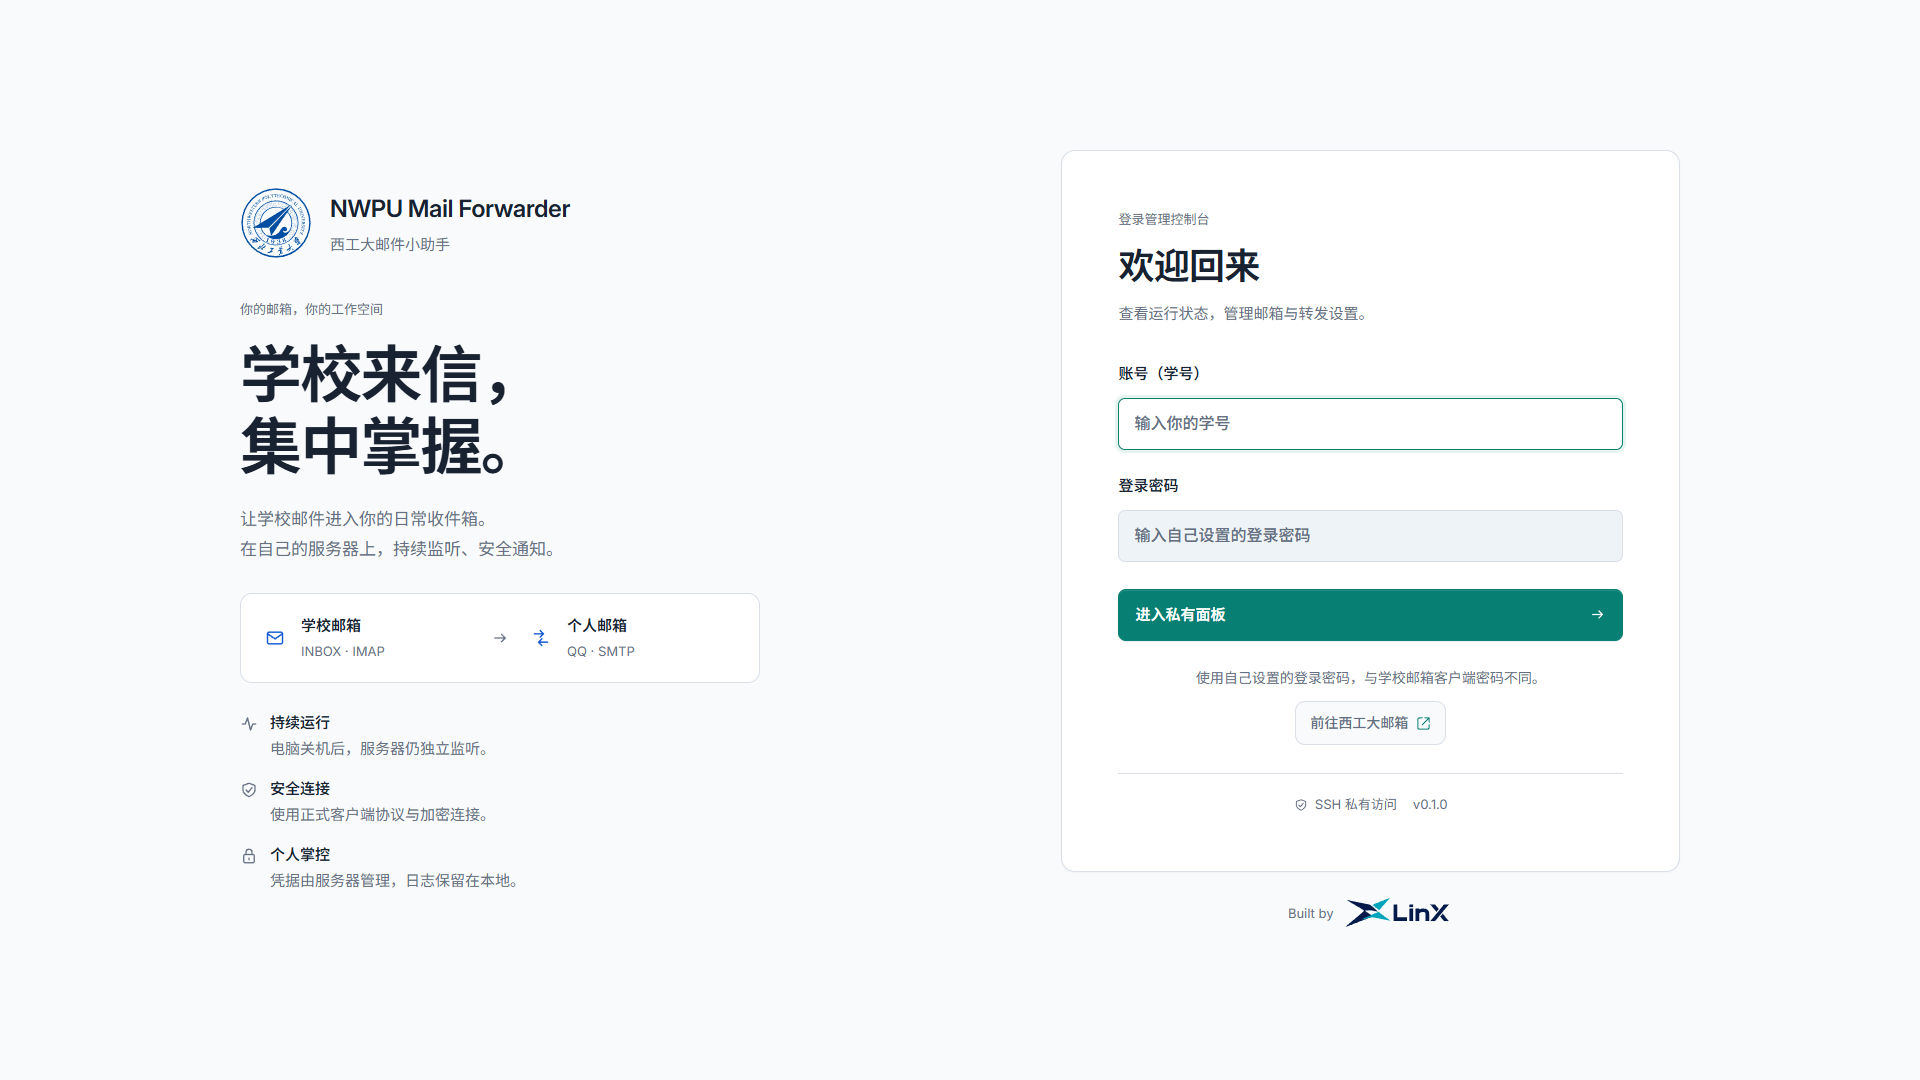 NWPU Mail Forwarder
西工大邮件小助手
你的邮箱，你的工作空间
学校来信，
集中掌握。
让学校邮件进入你的日常收件箱。
在自己的服务器上，持续监听、安全通知。
学校邮箱
INBOX · IMAP
个人邮箱
QQ · SMTP
持续运行
电脑关机后，服务器仍独立监听。
安全连接
使用正式客户端协议与加密连接。
个人掌控
凭据由服务器管理，日志保留在本地。
登录管理控制台
欢迎回来
查看运行状态，管理邮箱与转发设置。
账号（学号）
输入你的学号
登录密码
输入自己设置的登录密码
进入私有面板
使用自己设置的登录密码，与学校邮箱客户端密码不同。
前往西工大邮箱
SSH 私有访问 v0.1.0
Built by LinX